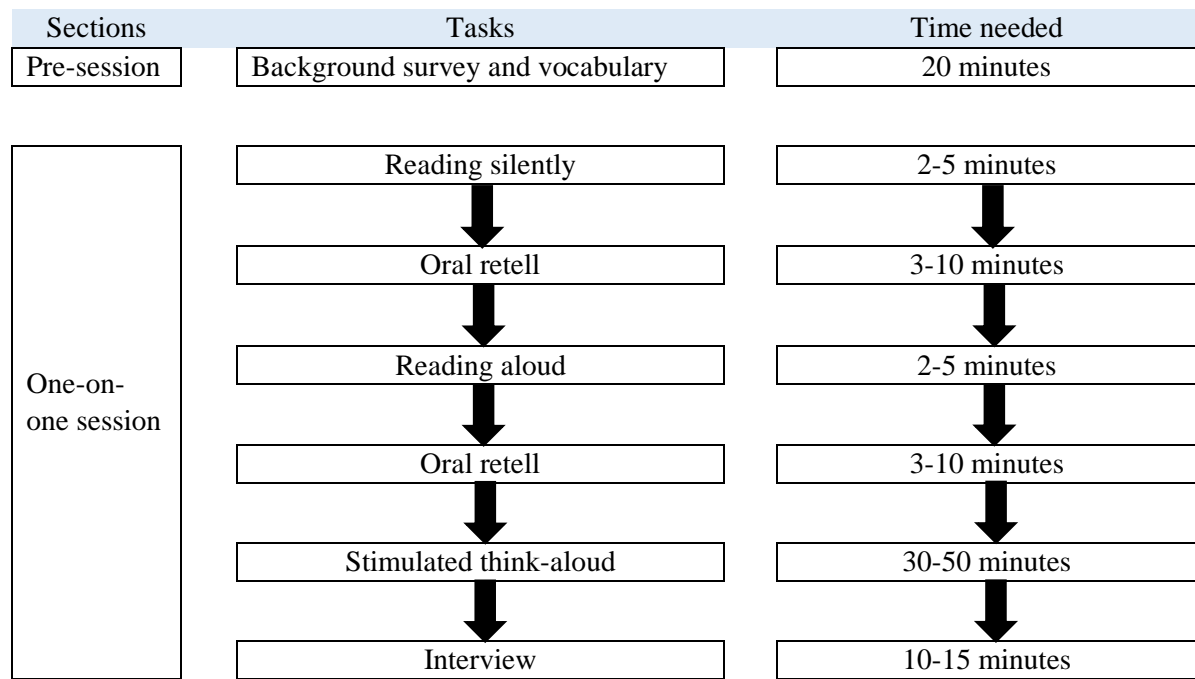 Sections Tasks Time needed
Pre-session Background survey and vocabulary 20 minutes
Reading silently 2-5 minutes
Oral retell 3-10 minutes
Reading aloud 2-5 minutes
One-on-
one session
Oral retell 3-10 minutes
Stimulated think-aloud 30-50 minutes
Interview 10-15 minutes